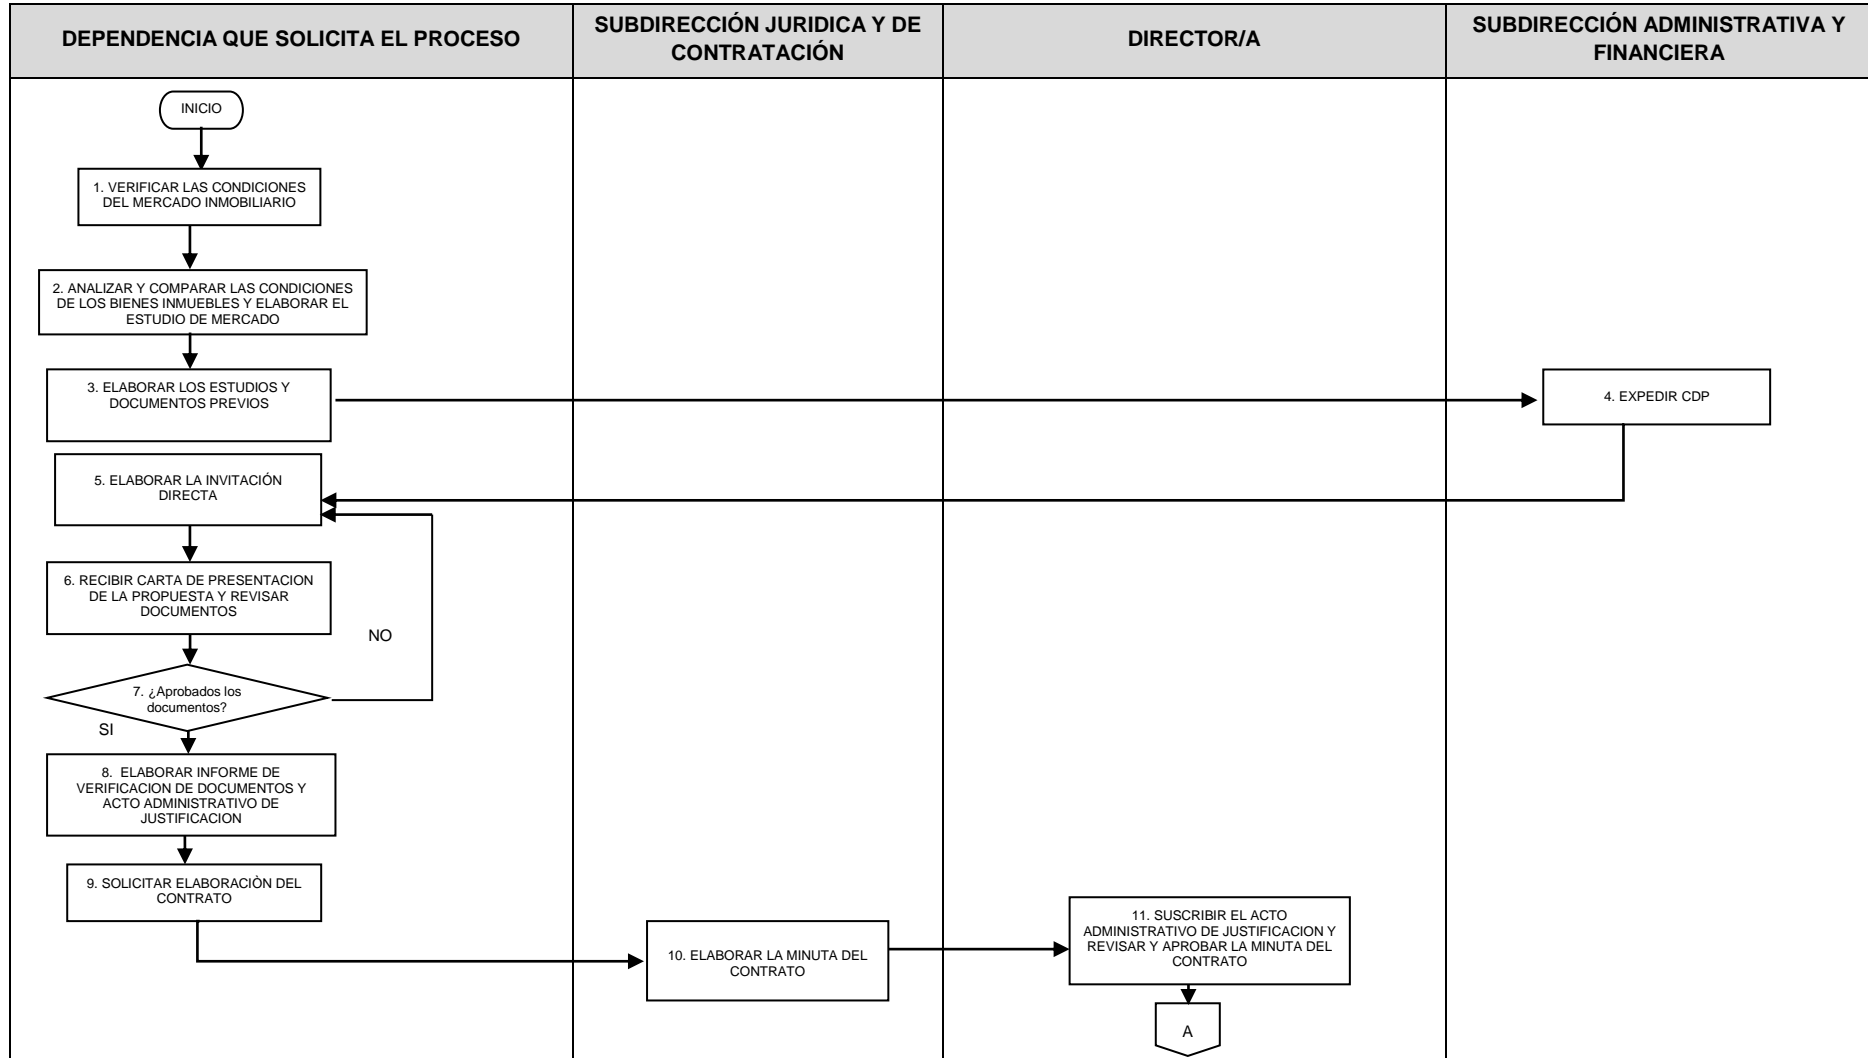 DEPENDENCIA QUE SOLICITA EL PROCESO
SUBDIRECCIÓN JURIDICA Y DE
CONTRATACIÓN
DIRECTOR/A
SUBDIRECCIÓN ADMINISTRATIVA Y
FINANCIERA
INICIO
1. VERIFICAR LAS CONDICIONES
DEL MERCADO INMOBILIARIO
2. ANALIZAR Y COMPARAR LAS CONDICIONES
DE LOS BIENES INMUEBLES Y ELABORAR EL
ESTUDIO DE MERCADO
3. ELABORAR LOS ESTUDIOS Y
DOCUMENTOS PREVIOS
4. EXPEDIR CDP
5. ELABORAR LA INVITACIÓN
DIRECTA
6. RECIBIR CARTA DE PRESENTACION
DE LA PROPUESTA Y REVISAR
DOCUMENTOS
NO
7. ¿Aprobados los
documentos?
SI
8. ELABORAR INFORME DE
VERIFICACION DE DOCUMENTOS Y
ACTO ADMINISTRATIVO DE
JUSTIFICACION
9. SOLICITAR ELABORACIÒN DEL
CONTRATO
10. ELABORAR LA MINUTA DEL
CONTRATO
11. SUSCRIBIR EL ACTO
ADMINISTRATIVO DE JUSTIFICACION Y
REVISAR Y APROBAR LA MINUTA DEL
CONTRATO
A